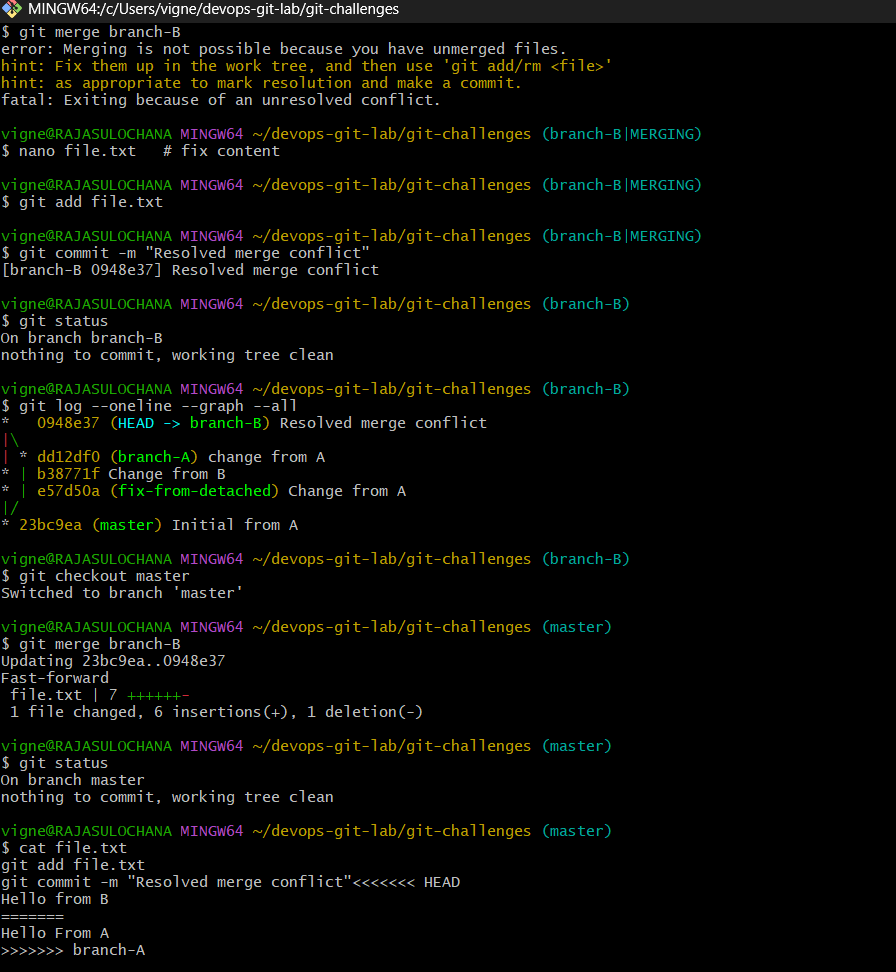 MINGW64:/c/Users/vigne/devops-git-lab/git-challenges
$ git merge branch-B
error: Merging is not possible because you have unmerged files.
hint: Fix them up in the work tree, and then use 'git add/rm <file>'
hint: as appropriate to mark resolution and make a commit.
fatal: Exiting because of an unresolved conflict.
vigne@RAJASULOCHANA MINGW64 ~/devops-git-lab/git-challenges (branch-B|MERGING)
$ nano file.txt   # fix content
vigne@RAJASULOCHANA MINGW64 ~/devops-git-lab/git-challenges (branch-B|MERGING)
$ git add file.txt
vigne@RAJASULOCHANA MINGW64 ~/devops-git-lab/git-challenges (branch-B|MERGING)
$ git commit -m "Resolved merge conflict"
[branch-B 0948e37] Resolved merge conflict
vigne@RAJASULOCHANA MINGW64 ~/devops-git-lab/git-challenges (branch-B)
$ git status
On branch branch-B
nothing to commit, working tree clean
vigne@RAJASULOCHANA MINGW64 ~/devops-git-lab/git-challenges (branch-B)
$ git log --oneline --graph --all
*   0948e37 (HEAD -> branch-B) Resolved merge conflict
|\
| * dd12df0 (branch-A) change from A
* | b38771f Change from B
* | e57d50a (fix-from-detached) Change from A
|/
* 23bc9ea (master) Initial from A
vigne@RAJASULOCHANA MINGW64 ~/devops-git-lab/git-challenges (branch-B)
$ git checkout master
Switched to branch 'master'
vigne@RAJASULOCHANA MINGW64 ~/devops-git-lab/git-challenges (master)
$ git merge branch-B
Updating 23bc9ea..0948e37
Fast-forward
 file.txt | 7 ++++++-
 1 file changed, 6 insertions(+), 1 deletion(-)
vigne@RAJASULOCHANA MINGW64 ~/devops-git-lab/git-challenges (master)
$ git status
On branch master
nothing to commit, working tree clean
vigne@RAJASULOCHANA MINGW64 ~/devops-git-lab/git-challenges (master)
$ cat file.txt
git add file.txt
git commit -m "Resolved merge conflict"<<<<<<< HEAD
Hello from B
=======
Hello From A
>>>>>>> branch-A